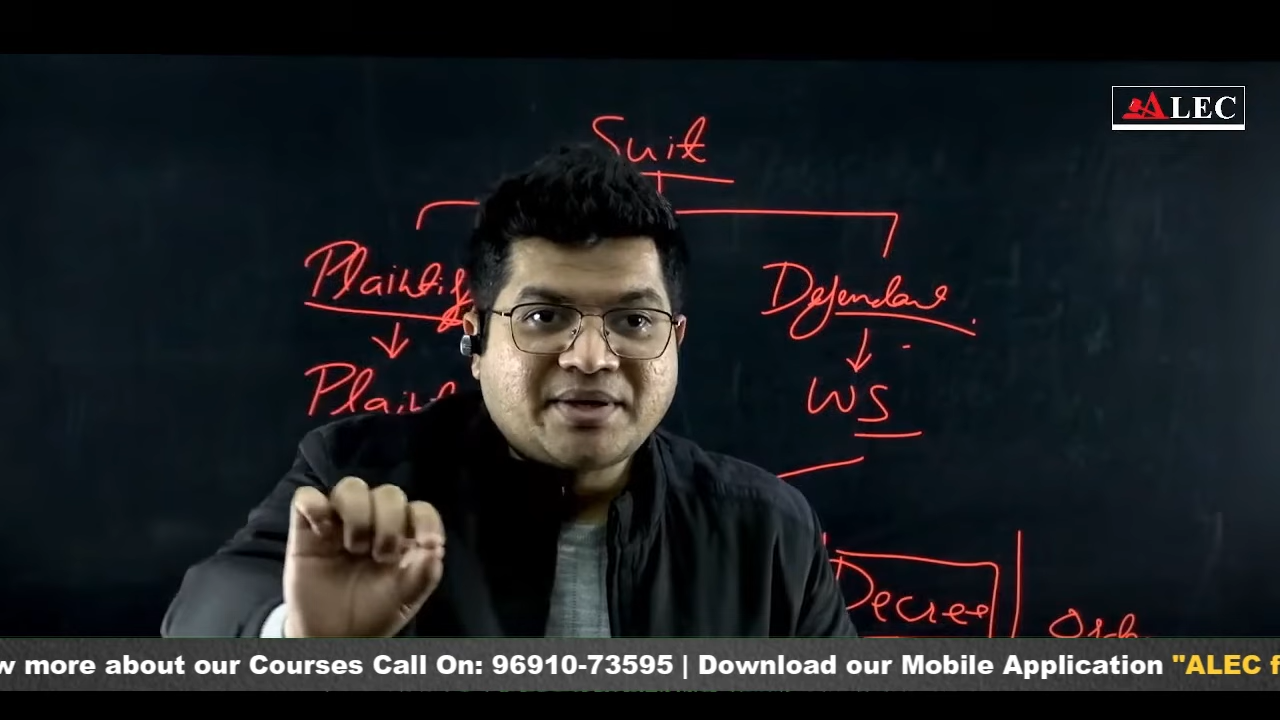 ALEC
Suit
Plaintiff
Defendant
Plaint
WS
Decree
w more about our Courses Call On: 96910-73595 | Download our Mobile Application "ALEC f